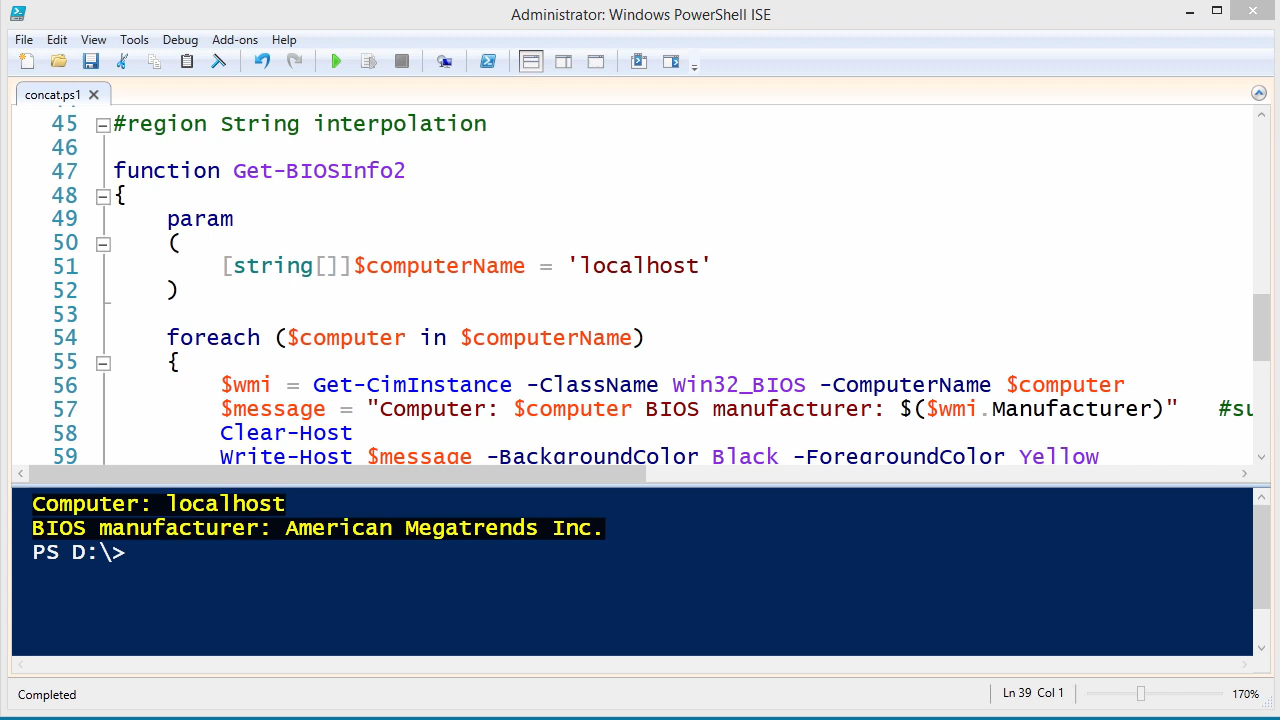 Administrator: Windows PowerShell ISE
File Edit View Tools Debug Add-ons Help
concat.ps1
45 #region String interpolation
46
47 function Get-BIOSInfo2
48 {
49 param
50 (
51 [string[]]$computerName = 'localhost'
52 )
53
54 foreach ($computer in $computerName)
55 {
56 $wmi = Get-CimInstance -ClassName Win32_BIOS -ComputerName $computer
57 $message = "Computer: $computer BIOS manufacturer: $($wmi.Manufacturer)" #su
58 Clear-Host
59 Write-Host $message -BackgroundColor Black -ForegroundColor Yellow
Computer: localhost
BIOS manufacturer: American Megatrends Inc.
PS D:\>
Completed Ln 39 Col 1 170%